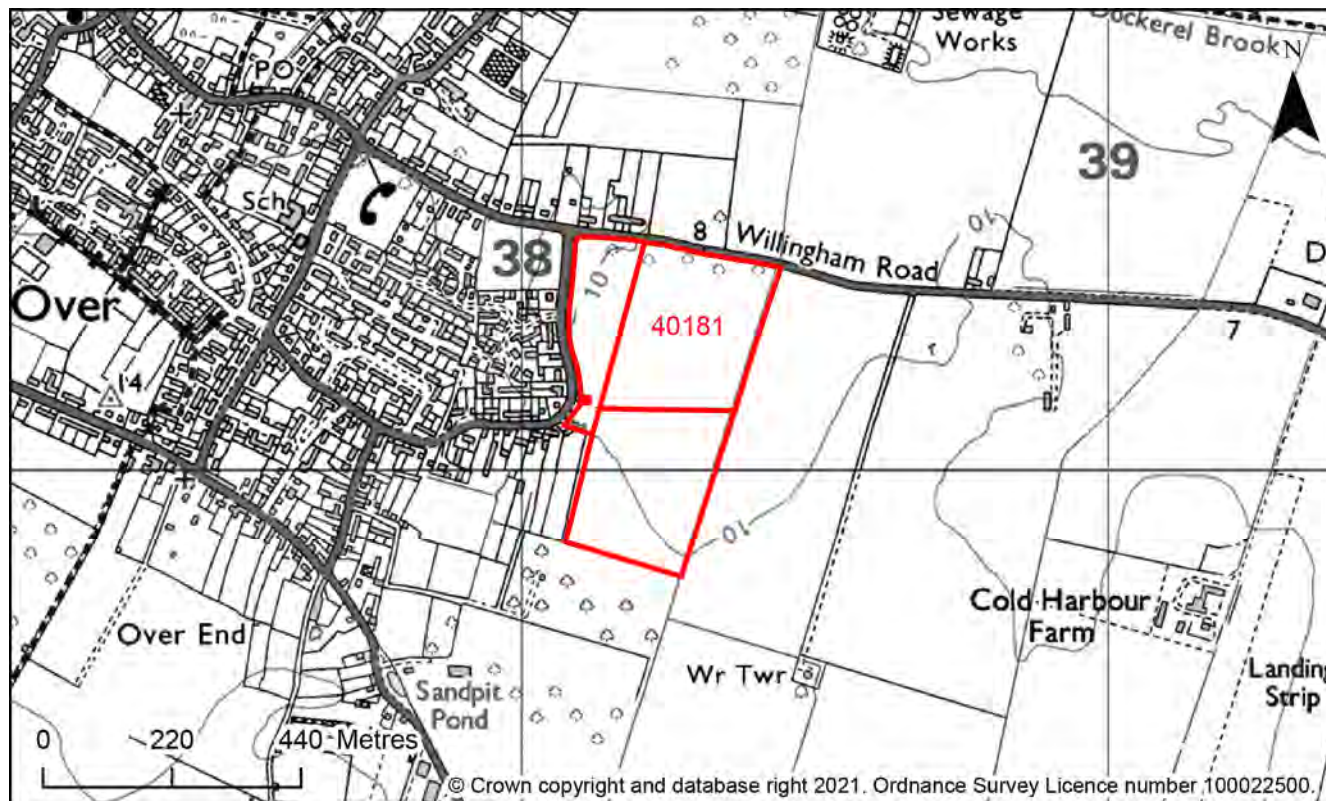 Sewage
Works
Dockerel Brook
N
PO
39
Sch
8
Willingham Road
10
38
10
D
Over
40181
7
14
10
Cold Harbour
Farm
Over End
Wr Twr
Landing
Strip
Sandpit
Pond
0 220 440 Metres
© Crown copyright and database right 2021. Ordnance Survey Licence number 100022500.